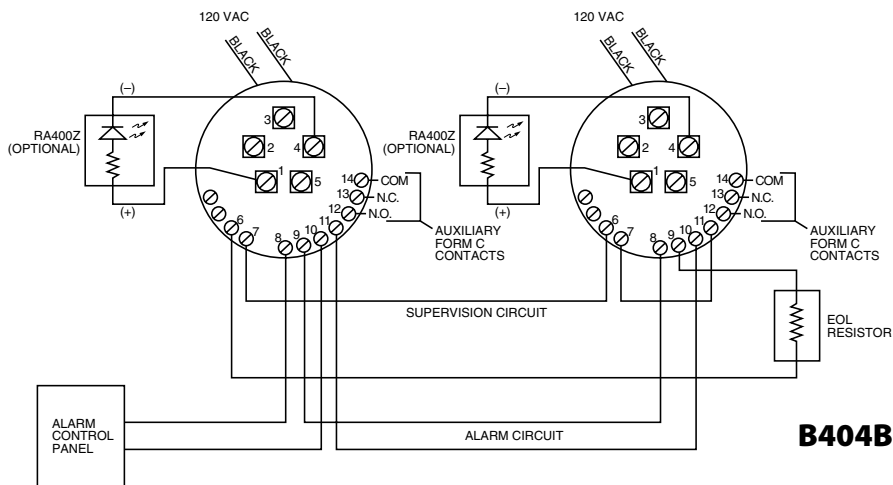 120 VAC
BLACK
BLACK
(–)
RA400Z
(OPTIONAL)
(+)
3
2
4
1
5
14
COM
13
N.C.
12
N.O.
11
10
9
8
7
6
AUXILIARY
FORM C
CONTACTS
120 VAC
BLACK
BLACK
(–)
RA400Z
(OPTIONAL)
(+)
3
2
4
1
5
14
COM
13
N.C.
12
N.O.
11
10
9
8
7
6
AUXILIARY
FORM C
CONTACTS
SUPERVISION CIRCUIT
EOL
RESISTOR
ALARM
CONTROL
PANEL
ALARM CIRCUIT
B404B